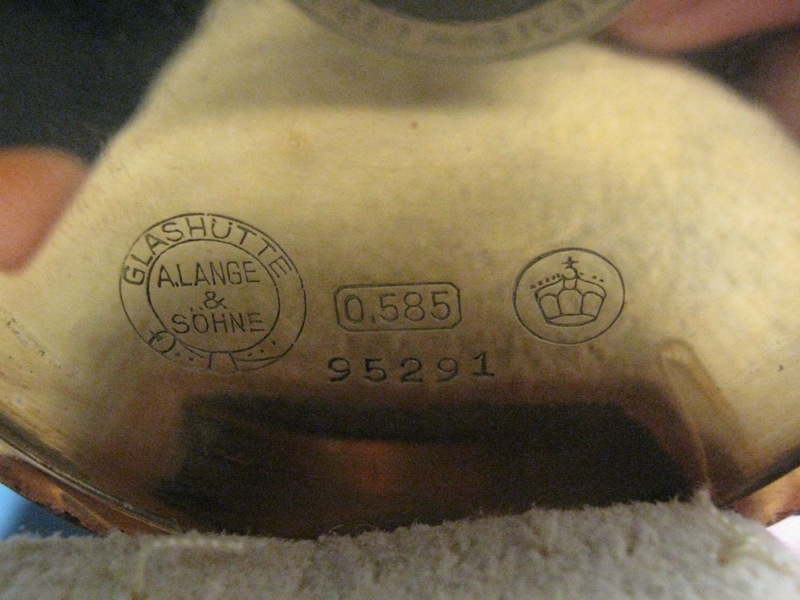 GLASHÜTTE
A.LANGE
&
SÖHNE
0,585
95291